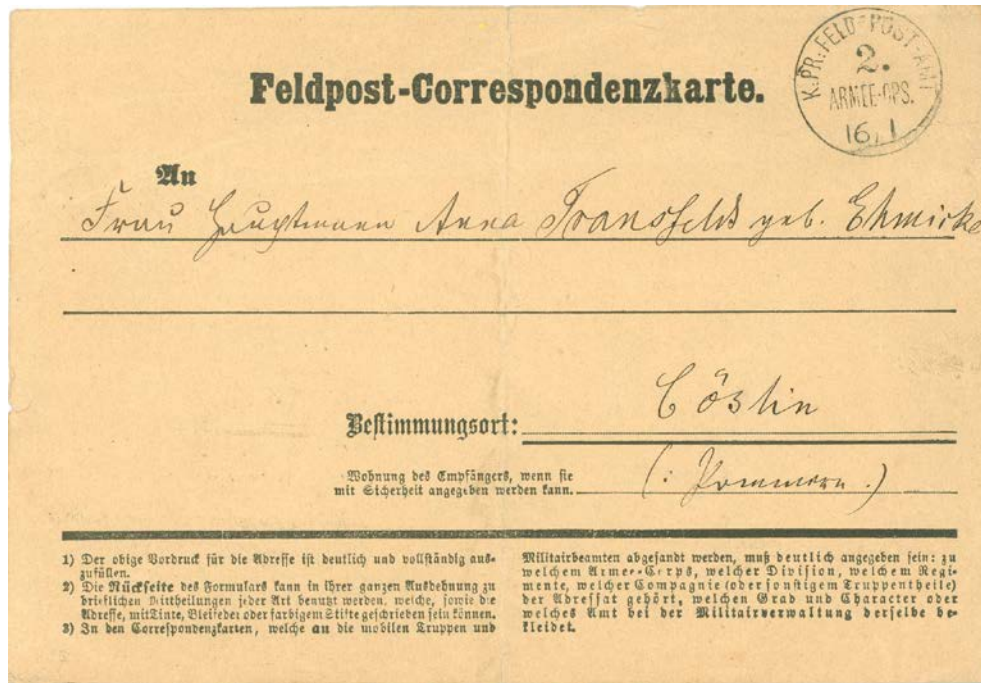 K.PR.FELD-POST-AMT
2.
ARMEE-CPS.
16/1
Feldpost-Correspondenzkarte.
An
Frau Hauptmann Anna Transfeldt geb. Ehmicke
Bestimmungsort: Cöslin
Wohnung des Empfängers, wenn sie
mit Sicherheit angegeben werden kann. (: Pommern :)
1) Der obige Vordruck für die Adresse ist deutlich und vollständig aus-
zufüllen.
2) Die Rückseite des Formulars kann in ihrer ganzen Ausdehnung zu
brieflichen Mittheilungen jeder Art benutzt werden, welche, sowie die
Adresse, mit Tinte, Bleifeder oder farbigem Stifte geschrieben sein können.
3) In den Correspondenzkarten, welche an die mobilen Truppen und
Militairbeamten abgesandt werden, muß deutlich angegeben sein: zu
welchem Armee-Corps, welcher Division, welchem Regi-
mente, welcher Compagnie (oder sonstigem Truppentheile)
der Adressat gehört, welchen Grad und Character oder
welches Amt bei der Militairverwaltung derselbe be-
kleidet.